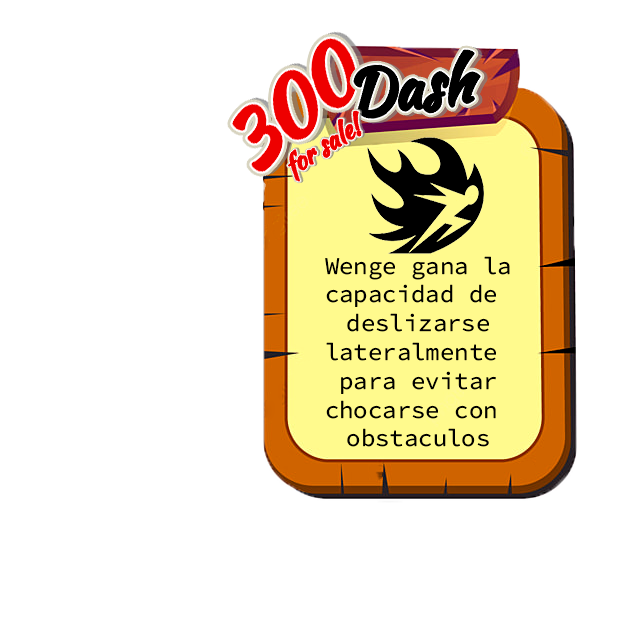 300 Dash
for sale!
Wenge gana la
capacidad de
deslizarse
lateralmente
para evitar
chocarse con
obstaculos